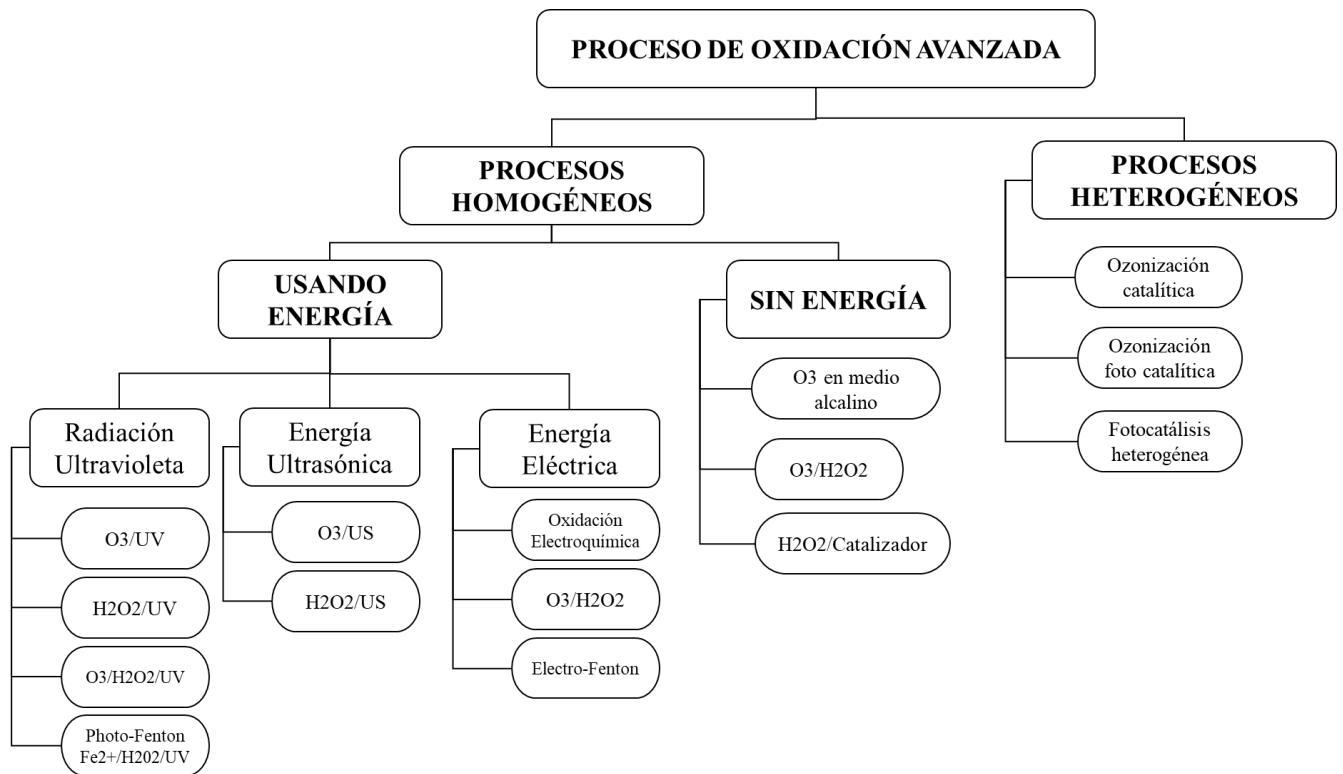 PROCESO DE OXIDACIÓN AVANZADA
PROCESOS
HOMOGÉNEOS
PROCESOS
HETEROGÉNEOS
USANDO
ENERGÍA
SIN ENERGÍA
Radiación
Ultravioleta
O3/UV
H2O2/UV
O3/H2O2/UV
Photo-Fenton
Fe2+/H202/UV
Energía
Ultrasónica
O3/US
H2O2/US
Energía
Eléctrica
Oxidación
Electroquímica
O3/H2O2
Electro-Fenton
O3 en medio
alcalino
O3/H2O2
H2O2/Catalizador
Ozonización
catalítica
Ozonización
foto catalítica
Fotocatálisis
heterogénea